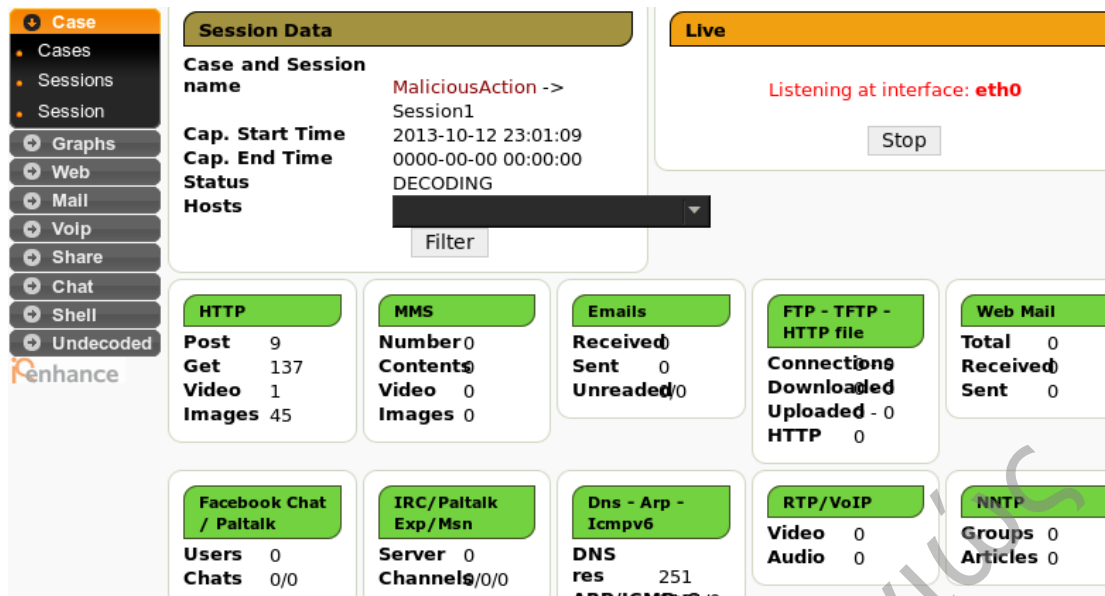 Case
Cases
Sessions
Session
Graphs
Web
Mail
Voip
Share
Chat
Shell
Undecoded
enhance
Session Data
Case and Session
name MaliciousAction ->
Session1
Cap. Start Time 2013-10-12 23:01:09
Cap. End Time 0000-00-00 00:00:00
Status DECODING
Hosts
Filter
Live
Listening at interface: eth0
Stop
HTTP
Post 9
Get 137
Video 1
Images 45
MMS
Number 0
Contents 0
Video 0
Images 0
Emails
Received 0
Sent 0
Unreaded 0/0
FTP - TFTP -
HTTP file
Connections 0 - 0
Downloaded 0 - 0
Uploaded 0 - 0
HTTP 0
Web Mail
Total 0
Received 0
Sent 0
Facebook Chat
/ Paltalk
Users 0
Chats 0/0
IRC/Paltalk
Exp/Msn
Server 0
Channels 0/0/0
Dns - Arp -
Icmpv6
DNS
res 251
RTP/VoIP
Video 0
Audio 0
NNTP
Groups 0
Articles 0